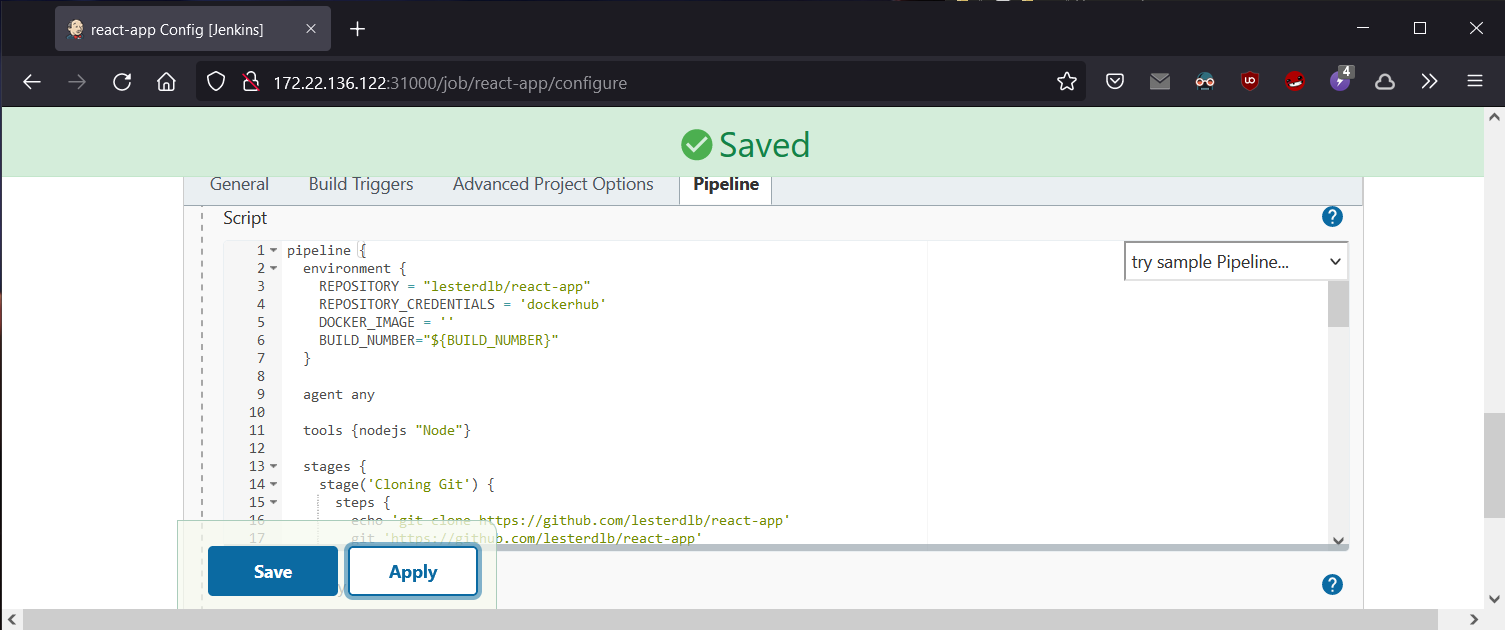 react-app Config [Jenkins]
172.22.136.122:31000/job/react-app/configure
4
Saved
General Build Triggers Advanced Project Options Pipeline
Script
?
try sample Pipeline...
1 pipeline {
2 environment {
3 REPOSITORY = "lesterdlb/react-app"
4 REPOSITORY_CREDENTIALS = 'dockerhub'
5 DOCKER_IMAGE = ''
6 BUILD_NUMBER="${BUILD_NUMBER}"
7 }
8
9 agent any
10
11 tools {nodejs "Node"}
12
13 stages {
14 stage('Cloning Git') {
15 steps {
16 echo 'git clone https://github.com/lesterdlb/react-app'
17 git 'https://github.com/lesterdlb/react-app'
Save Apply
?